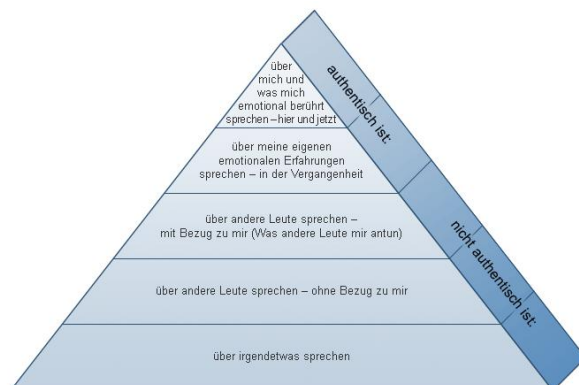 über
mich und
was mich
emotional berührt
sprechen – hier und jetzt
über meine eigenen
emotionalen Erfahrungen
sprechen – in der Vergangenheit
über andere Leute sprechen –
mit Bezug zu mir (Was andere Leute mir antun)
über andere Leute sprechen – ohne Bezug zu mir
über irgendetwas sprechen
authentisch ist:
nicht authentisch ist: